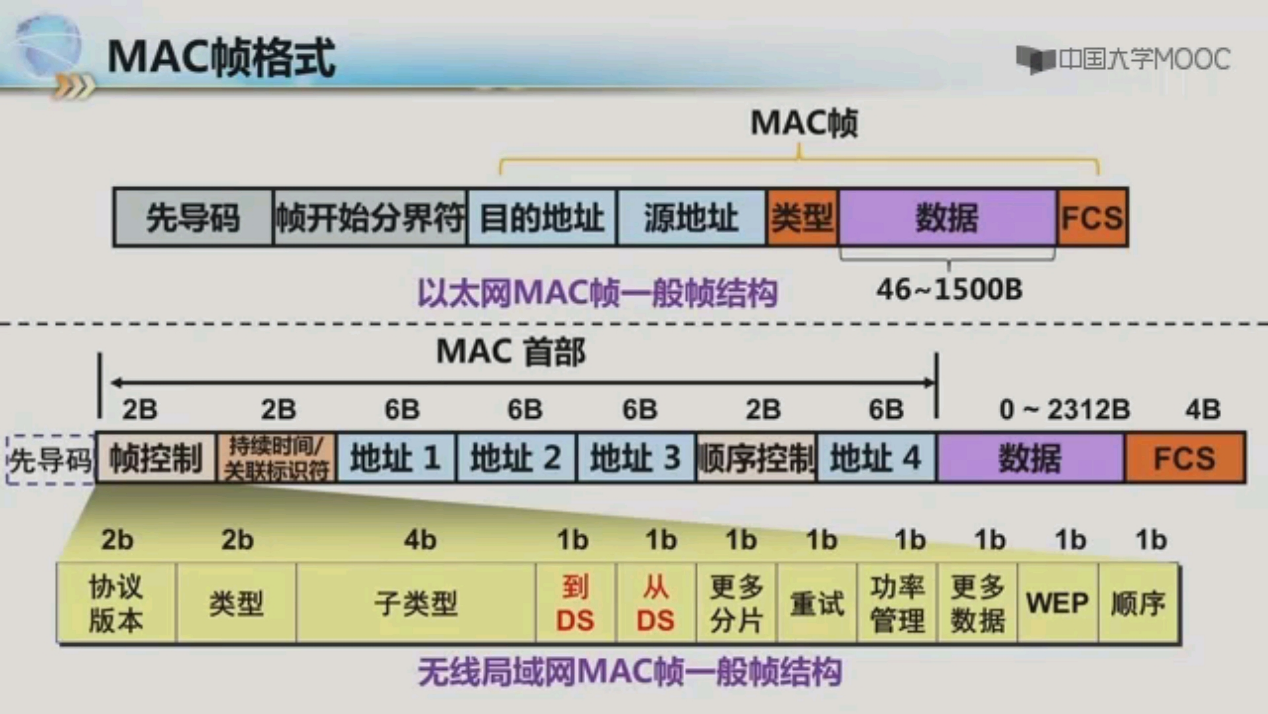 MAC帧格式
中国大学MOOC
MAC帧
先导码 帧开始分界符 目的地址 源地址 类型 数据 FCS
以太网MAC帧一般帧结构 46~1500B
MAC 首部
2B 2B 6B 6B 6B 2B 6B 0 ~ 2312B 4B
先导码 帧控制 持续时间/关联标识符 地址 1 地址 2 地址 3 顺序控制 地址 4 数据 FCS
2b 2b 4b 1b 1b 1b 1b 1b 1b 1b 1b
协议版本 类型 子类型 到DS 从DS 更多分片 重试 功率管理 更多数据 WEP 顺序
无线局域网MAC帧一般帧结构